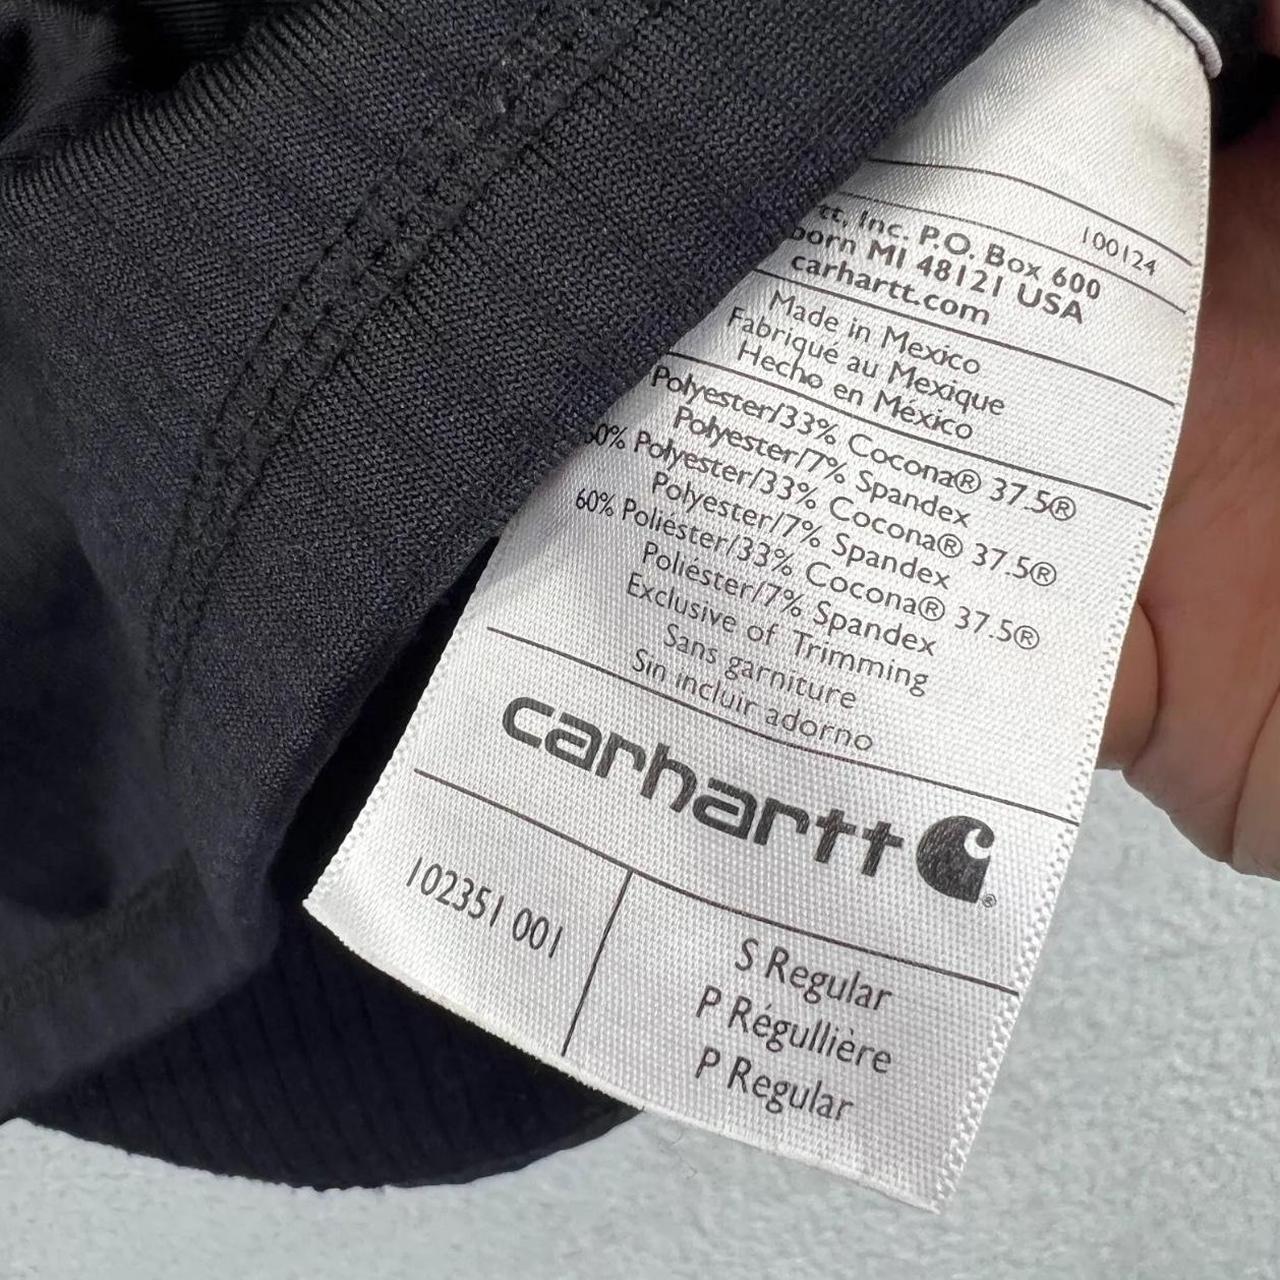 100124
Inc. P.O. Box 600
MI 48121 USA
carhartt.com
Made in Mexico
Fabriqué au Mexique
Hecho en México
Polyester/33% Cocona® 37.5®
Polyester/7% Spandex
60% Polyester/33% Cocona® 37.5®
Polyester/7% Spandex
60% Poliéster/33% Cocona® 37.5®
Poliéster/7% Spandex
Exclusive of Trimming
Sans garniture
Sin incluir adorno
carhartt
102351 001
S Regular
P Régullière
P Regular